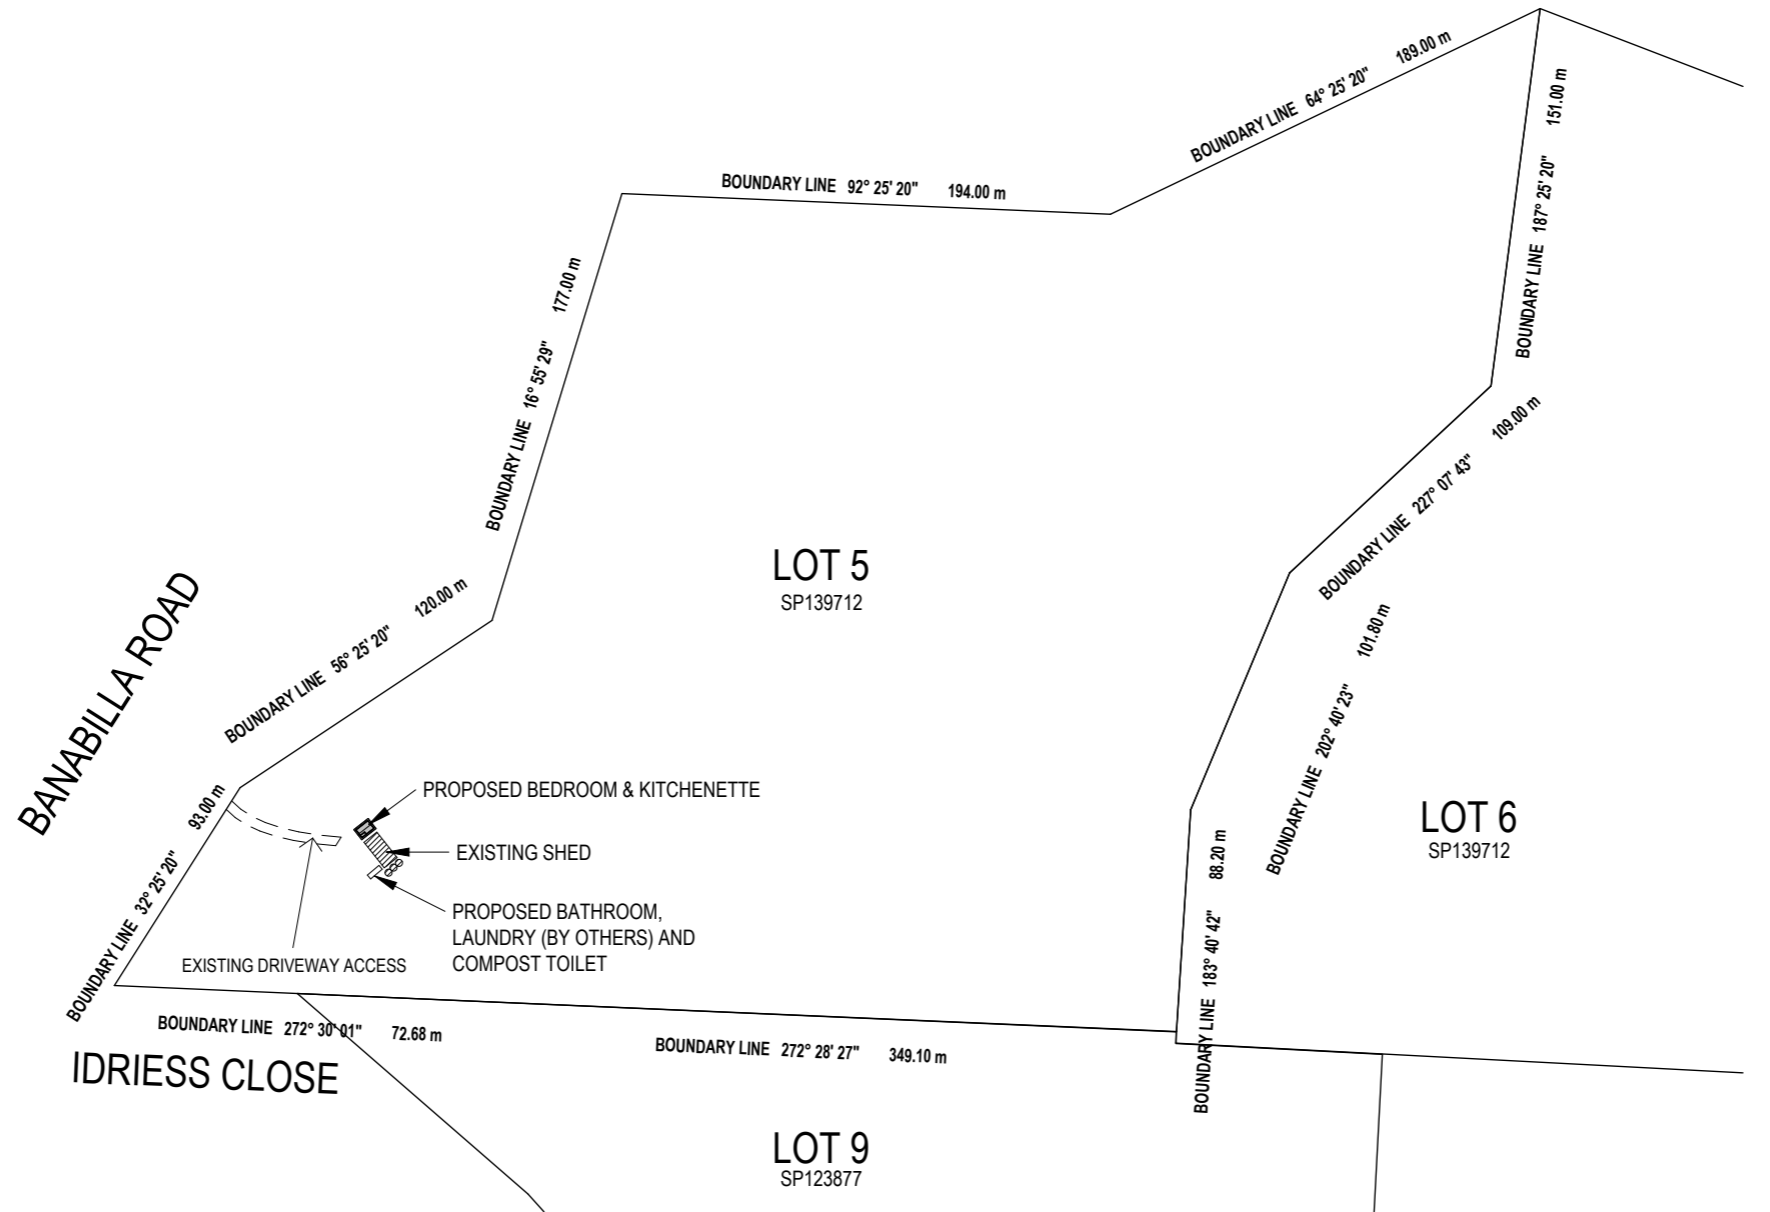 BOUNDARY LINE 64° 25' 20" 189.00 m
BOUNDARY LINE 187° 25' 20" 151.00 m
BOUNDARY LINE 92° 25' 20" 194.00 m
BOUNDARY LINE 16° 55' 29" 177.00 m
BOUNDARY LINE 227° 07' 43" 109.00 m
LOT 5
SP139712
BOUNDARY LINE 56° 25' 20" 120.00 m
BANABILLA ROAD
BOUNDARY LINE 202° 40' 23" 101.80 m
LOT 6
SP139712
PROPOSED BEDROOM & KITCHENETTE
EXISTING SHED
PROPOSED BATHROOM,
LAUNDRY (BY OTHERS) AND
COMPOST TOILET
BOUNDARY LINE 32° 25' 20" 93.00 m
EXISTING DRIVEWAY ACCESS
BOUNDARY LINE 183° 40' 42" 88.20 m
BOUNDARY LINE 272° 30' 01" 72.68 m
BOUNDARY LINE 272° 28' 27" 349.10 m
IDRIESS CLOSE
LOT 9
SP123877